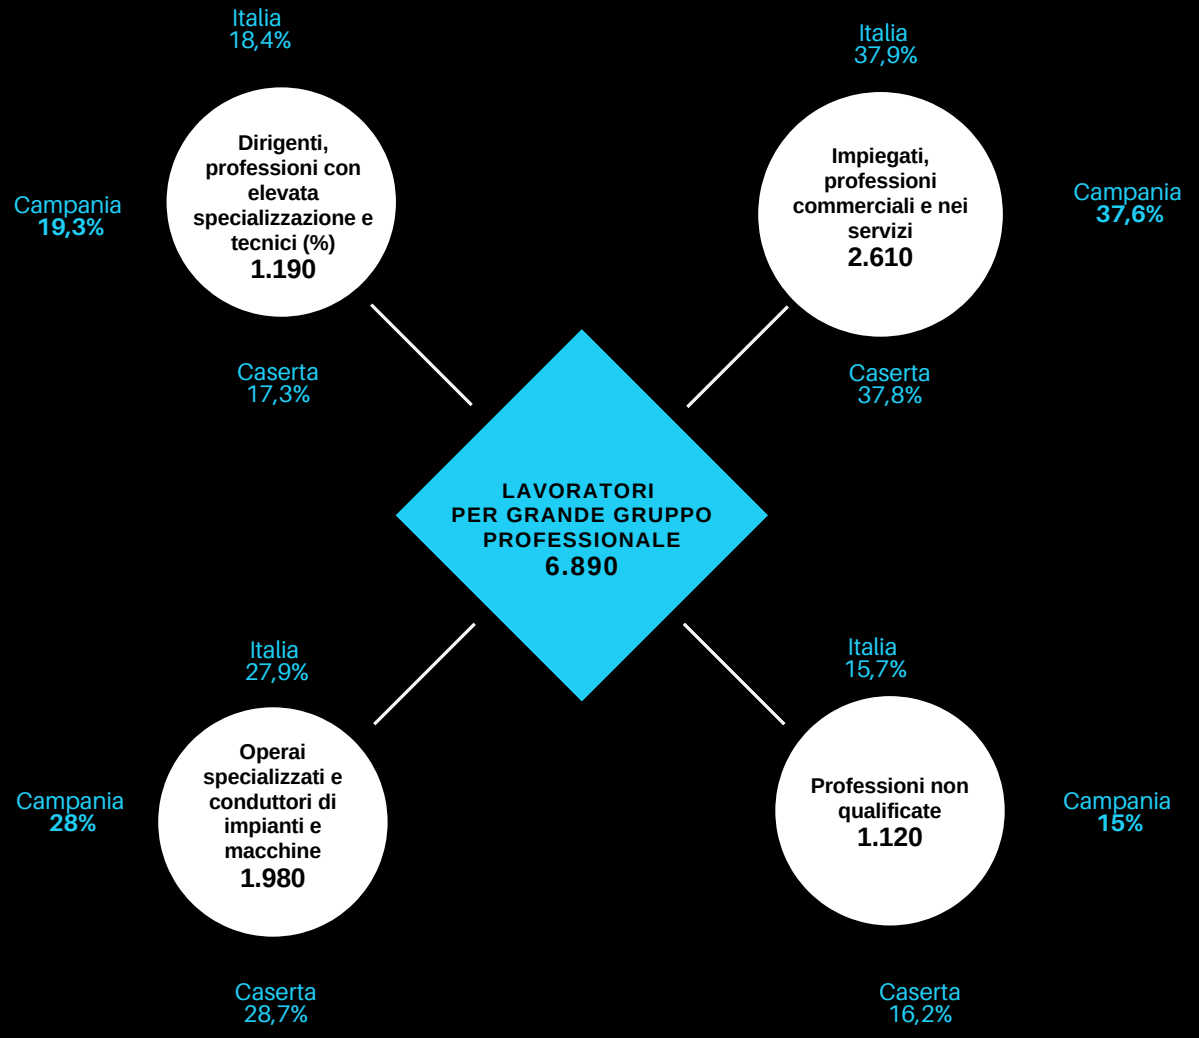 Italia
18,4%
Dirigenti,
professioni con
elevata
specializzazione e
tecnici (%)
1.190
Campania
19,3%
Caserta
17,3%
Italia
37,9%
Impiegati,
professioni
commerciali e nei
servizi
2.610
Campania
37,6%
Caserta
37,8%
LAVORATORI
PER GRANDE GRUPPO
PROFESSIONALE
6.890
Italia
27,9%
Operai
specializzati e
conduttori di
impianti e
macchine
1.980
Campania
28%
Caserta
28,7%
Italia
15,7%
Professioni non
qualificate
1.120
Campania
15%
Caserta
16,2%